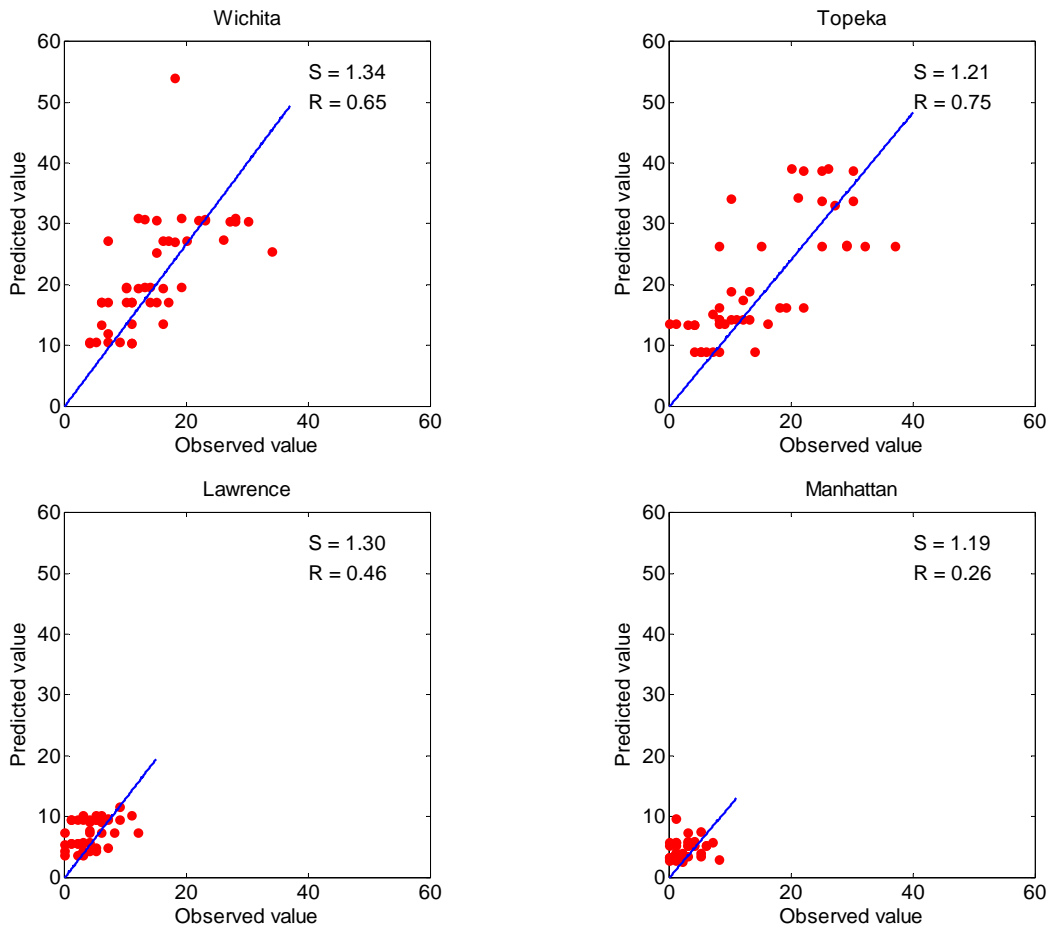 Wichita
60
50
40
30
20
10
0
0 20 40 60
Predicted value
Observed value
S = 1.34
R = 0.65
Topeka
60
50
40
30
20
10
0
0 20 40 60
Predicted value
Observed value
S = 1.21
R = 0.75
Lawrence
60
50
40
30
20
10
0
0 20 40 60
Predicted value
Observed value
S = 1.30
R = 0.46
Manhattan
60
50
40
30
20
10
0
0 20 40 60
Predicted value
Observed value
S = 1.19
R = 0.26